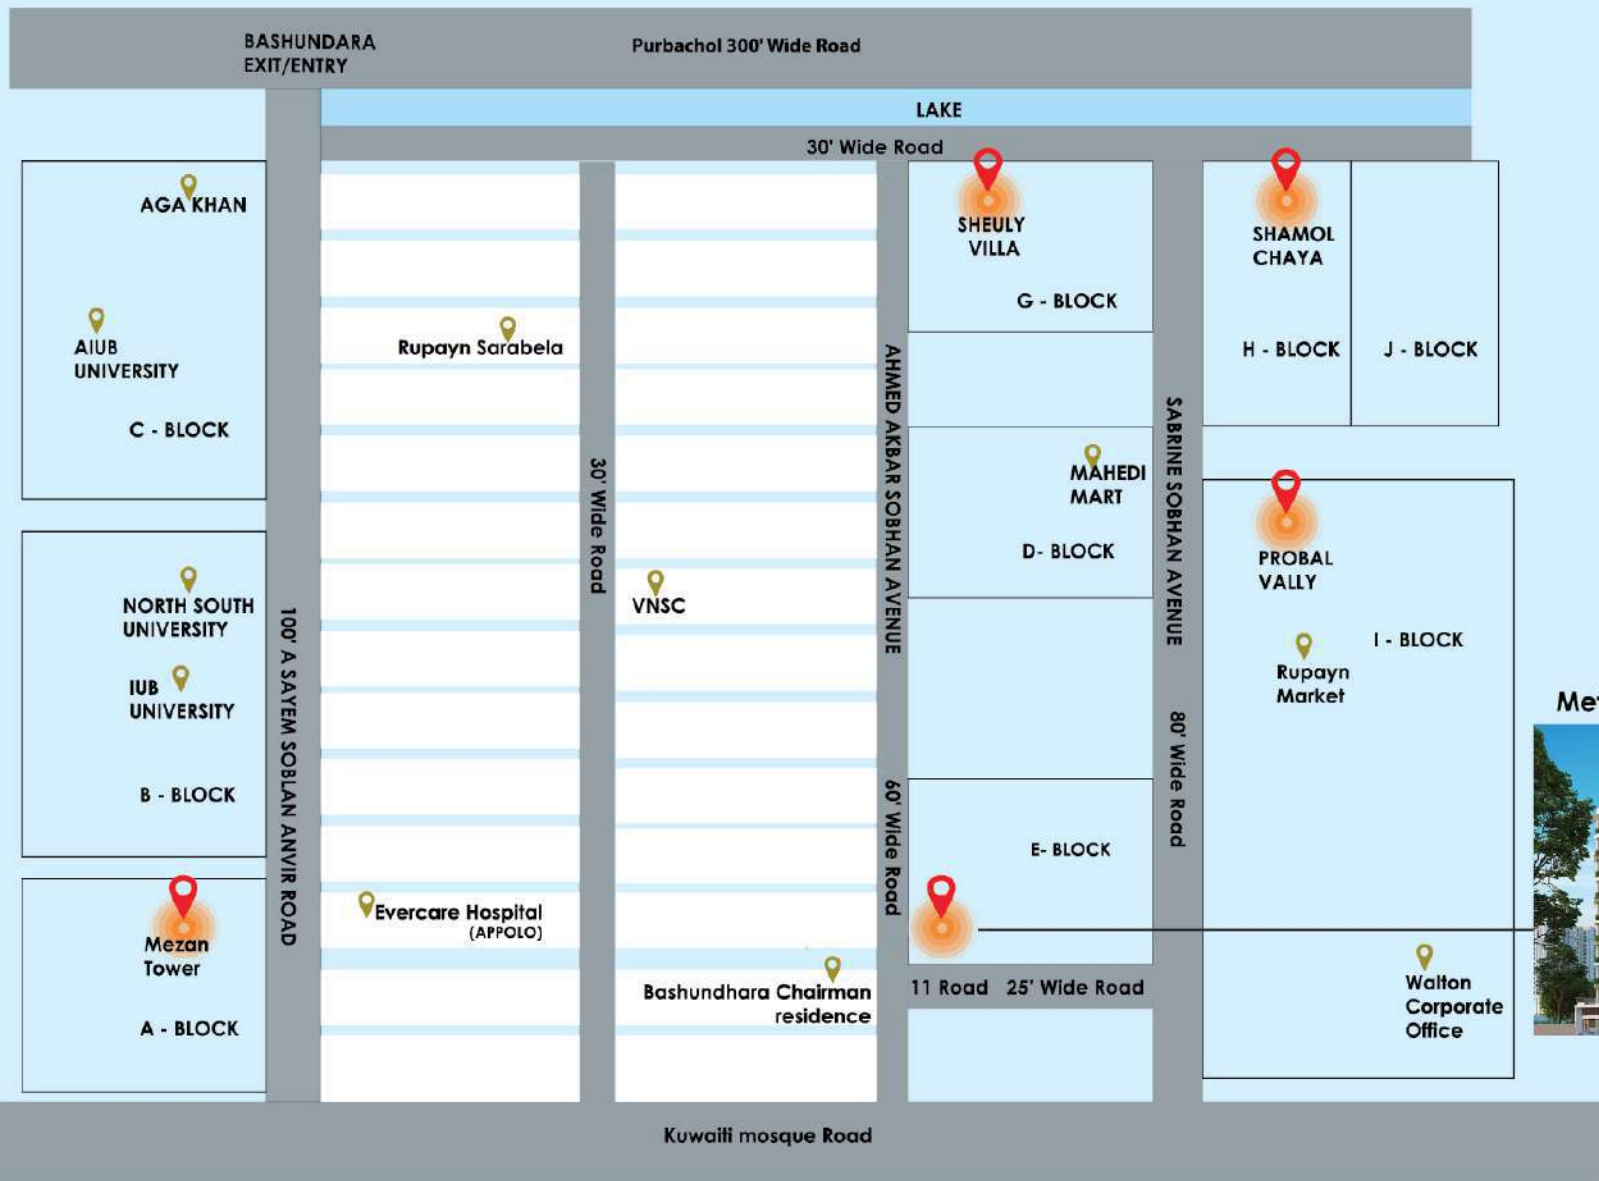 BASHUNDARA
EXIT/ENTRY
Purbachol 300' Wide Road
LAKE
30' Wide Road
AGA KHAN
AIUB
UNIVERSITY
C - BLOCK
NORTH SOUTH
UNIVERSITY
IUB
UNIVERSITY
B - BLOCK
Mezan
Tower
A - BLOCK
100' A SAYEM SOBLAN ANVIR ROAD
Rupayn Sarabela
Evercare Hospital
(APPOLO)
30' Wide Road
VNSC
Bashundhara Chairman
residence
AHMED AKBAR SOBHAN AVENUE
60' Wide Road
SHEULY
VILLA
G - BLOCK
MAHEDI
MART
D- BLOCK
E- BLOCK
11 Road 25' Wide Road
SABRINE SOBHAN AVENUE
80' Wide Road
SHAMOL
CHAYA
H - BLOCK
J - BLOCK
PROBAL
VALLY
I - BLOCK
Rupayn
Market
Walton
Corporate
Office
Kuwaiti mosque Road